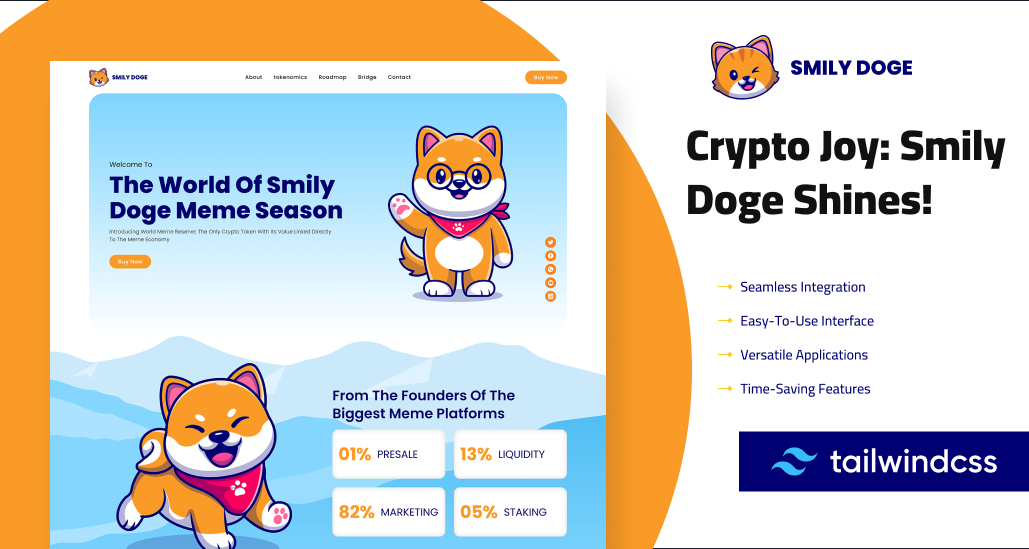 SMILY DOGE
About tokenomics Roadmap Bridge Contact
Buy Now
Welcome To
The World Of Smily
Doge Meme Season
Introducing World Meme Reserve: The Only Crypto Token With Its Value Linked Directly
To The Meme Economy
Buy Now
From The Founders Of The
Biggest Meme Platforms
01% PRESALE
13% LIQUIDITY
82% MARKETING
05% STAKING
SMILY DOGE
Crypto Joy: Smily
Doge Shines!
Seamless Integration
Easy-To-Use Interface
Versatile Applications
Time-Saving Features
tailwindcss